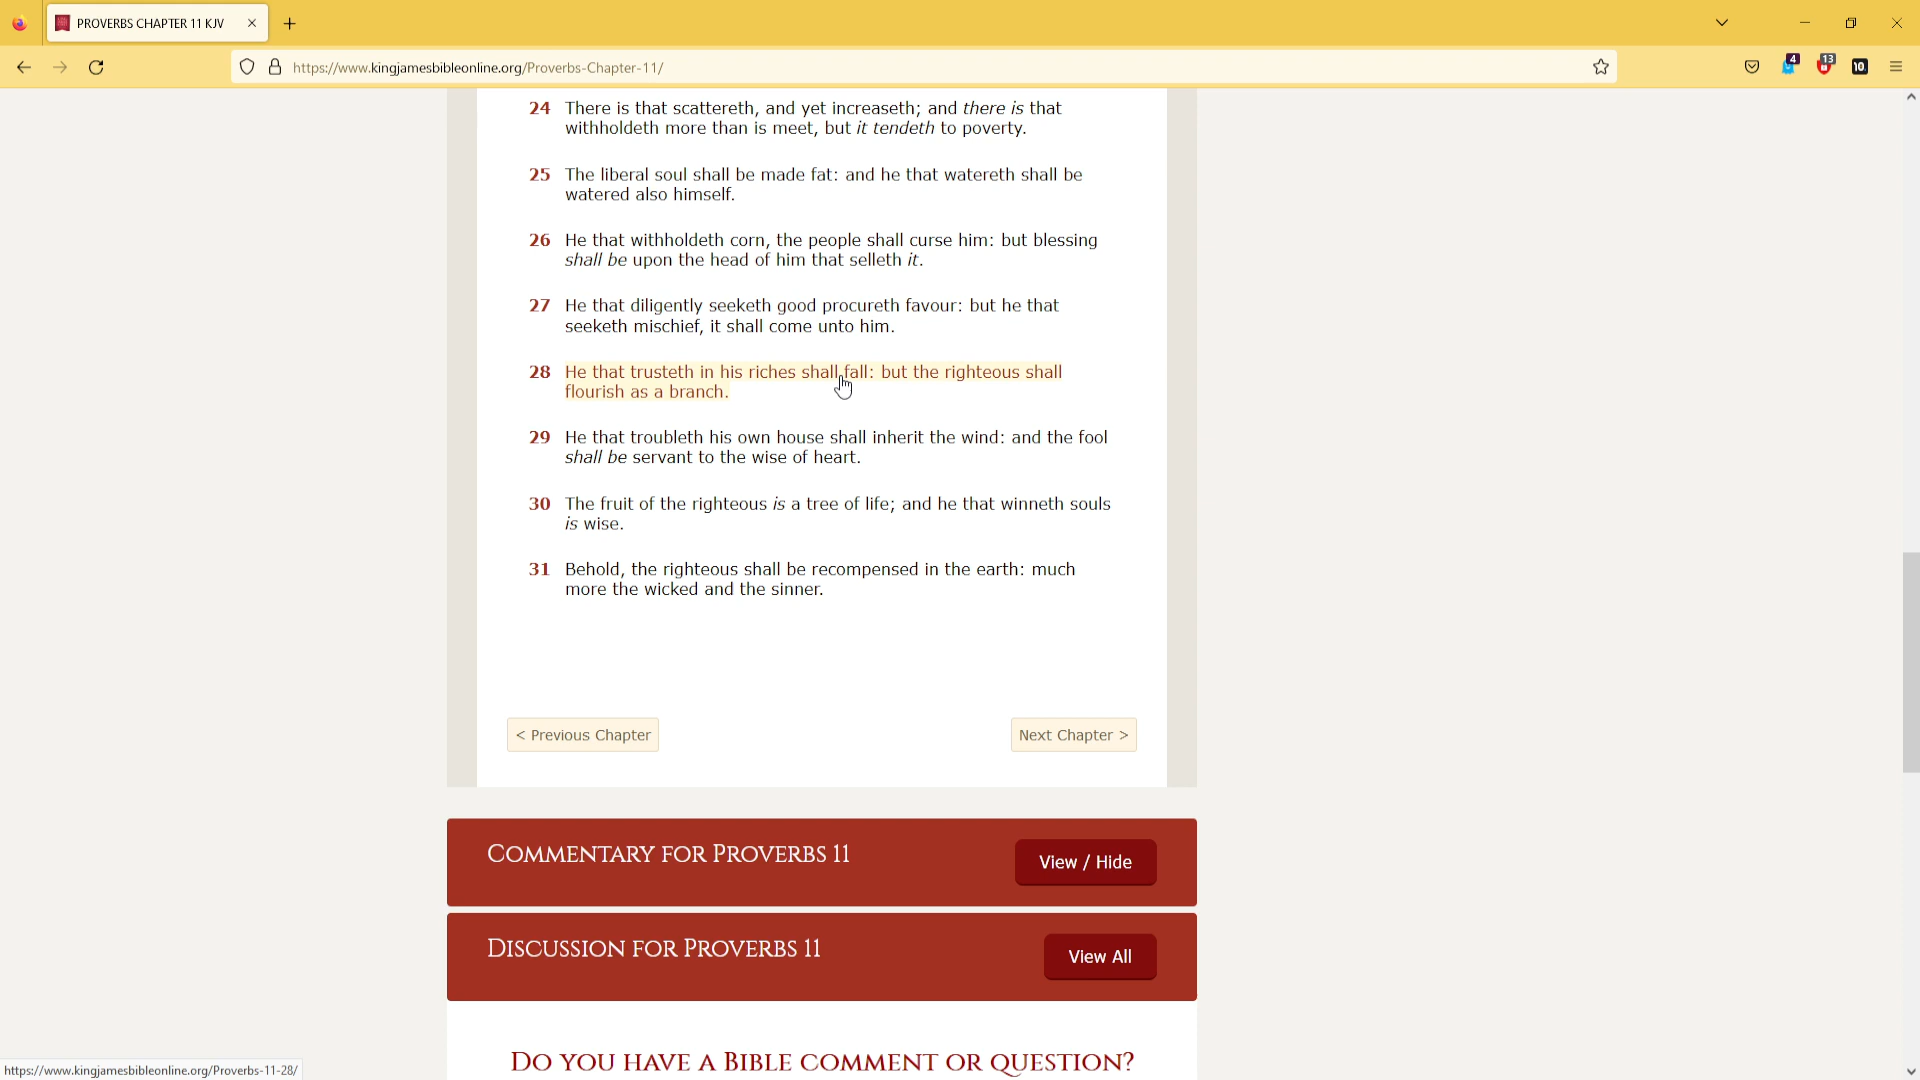 PROVERBS CHAPTER 11 KJV
https://www.kingjamesbibleonline.org/Proverbs-Chapter-11/
4
13
10.
24 There is that scattereth, and yet increaseth; and there is that
withholdeth more than is meet, but it tendeth to poverty.
25 The liberal soul shall be made fat: and he that watereth shall be
watered also himself.
26 He that withholdeth corn, the people shall curse him: but blessing
shall be upon the head of him that selleth it.
27 He that diligently seeketh good procureth favour: but he that
seeketh mischief, it shall come unto him.
28 He that trusteth in his riches shall fall: but the righteous shall
flourish as a branch.
29 He that troubleth his own house shall inherit the wind: and the fool
shall be servant to the wise of heart.
30 The fruit of the righteous is a tree of life; and he that winneth souls
is wise.
31 Behold, the righteous shall be recompensed in the earth: much
more the wicked and the sinner.
< Previous Chapter
Next Chapter >
COMMENTARY FOR PROVERBS 11
View / Hide
DISCUSSION FOR PROVERBS 11
View All
DO YOU HAVE A BIBLE COMMENT OR QUESTION?
https://www.kingjamesbibleonline.org/Proverbs-11-28/